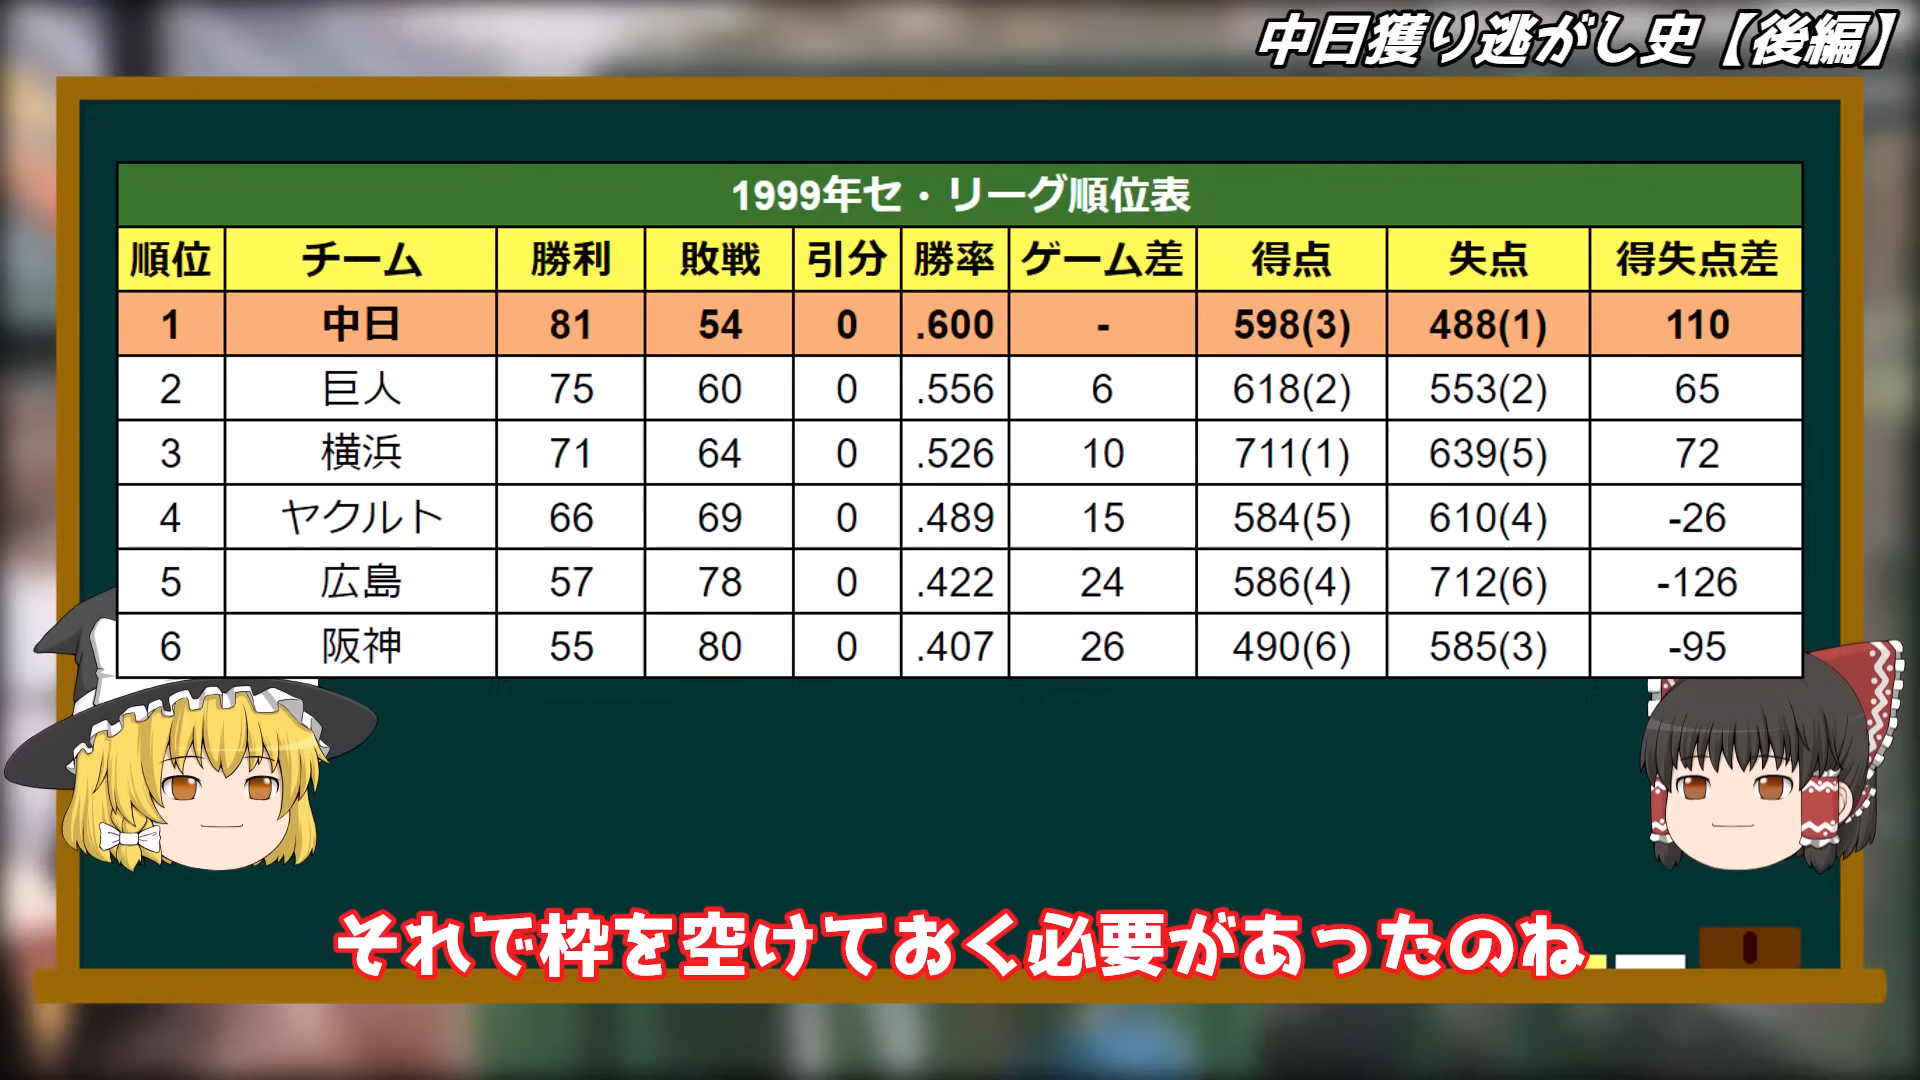 中日獲り逃がし史【後編】
1999年セ・リーグ順位表
順位 チーム 勝利 敗戦 引分 勝率 ゲーム差 得点 失点 得失点差
1 中日 81 54 0 .600 - 598(3) 488(1) 110
2 巨人 75 60 0 .556 6 618(2) 553(2) 65
3 横浜 71 64 0 .526 10 711(1) 639(5) 72
4 ヤクルト 66 69 0 .489 15 584(5) 610(4) -26
5 広島 57 78 0 .422 24 586(4) 712(6) -126
6 阪神 55 80 0 .407 26 490(6) 585(3) -95
それで枠を空けておく必要があったのね